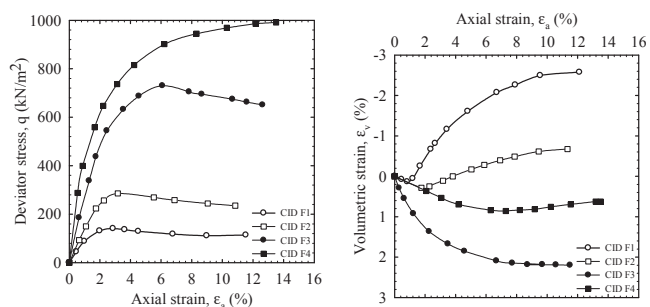 1000
800
600
400
200
0
Deviator stress, q (kN/m²)
CID F1
CID F2
CID F3
CID F4
0 2 4 6 8 10 12 14 16
Axial strain, εₐ (%)
Axial strain, εₐ (%)
0 2 4 6 8 10 12 14 16
-3
-2
-1
0
1
2
3
Volumetric strain, εᵥ (%)
CID F1
CID F2
CID F3
CID F4